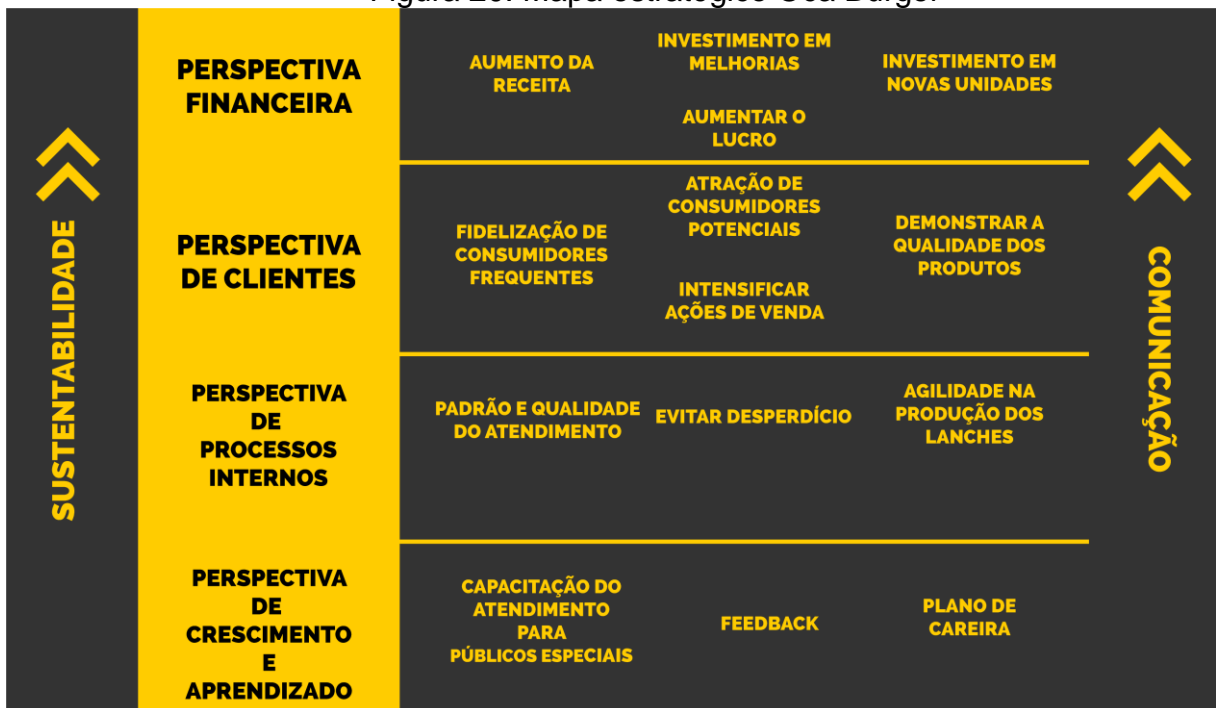 PERSPECTIVA
FINANCEIRA
AUMENTO DA
RECEITA
INVESTIMENTO EM
MELHORIAS
AUMENTAR O
LUCRO
INVESTIMENTO EM
NOVAS UNIDADES
PERSPECTIVA
DE CLIENTES
FIDELIZAÇÃO DE
CONSUMIDORES
FREQUENTES
ATRAÇÃO DE
CONSUMIDORES
POTENCIAIS
INTENSIFICAR
AÇÕES DE VENDA
DEMONSTRAR A
QUALIDADE DOS
PRODUTOS
PERSPECTIVA
DE
PROCESSOS
INTERNOS
PADRÃO E QUALIDADE
DO ATENDIMENTO
EVITAR DESPERDÍCIO
AGILIDADE NA
PRODUÇÃO DOS
LANCHES
PERSPECTIVA
DE
CRESCIMENTO
E
APRENDIZADO
CAPACITAÇÃO DO
ATENDIMENTO
PARA
PÚBLICOS ESPECIAIS
FEEDBACK
PLANO DE
CAREIRA
SUSTENTABILIDADE
COMUNICAÇÃO